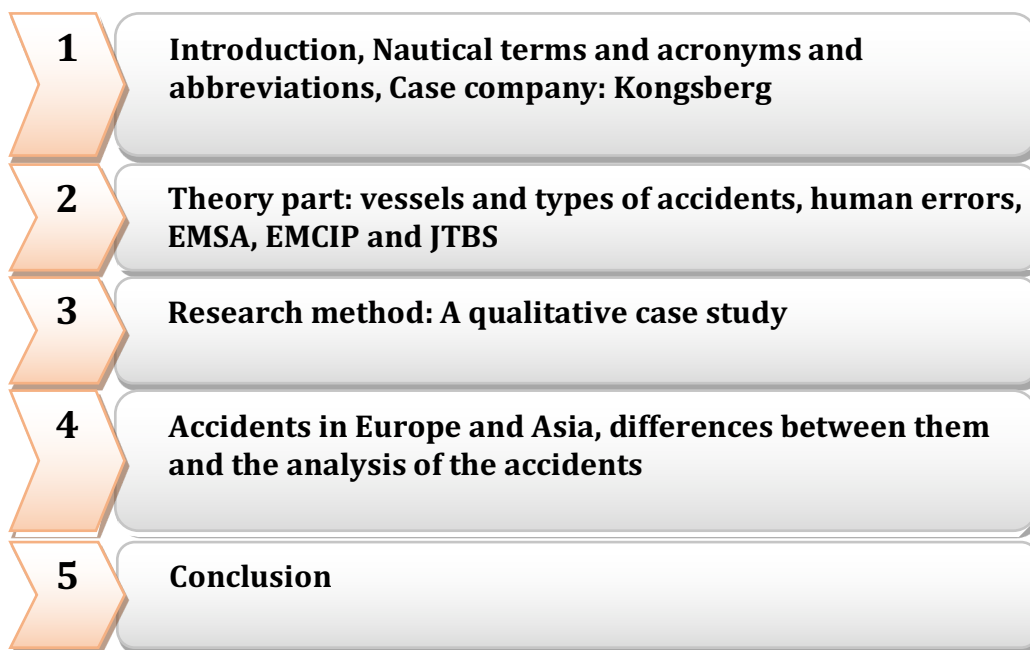 1
Introduction, Nautical terms and acronyms and
abbreviations, Case company: Kongsberg
2
Theory part: vessels and types of accidents, human errors,
EMSA, EMCIP and JTBS
3
Research method: A qualitative case study
4
Accidents in Europe and Asia, differences between them
and the analysis of the accidents
5
Conclusion